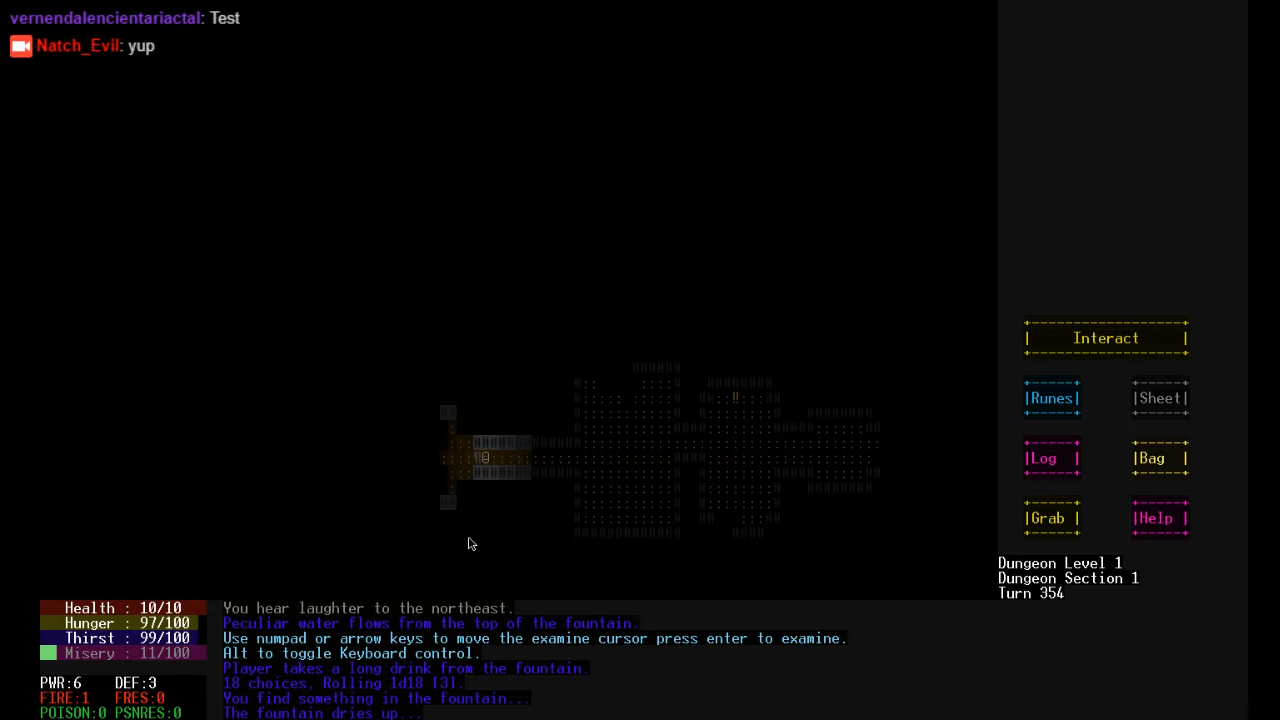 vernendalencientariactal: Test
Natch_Evil: yup
Interact
Runes
Sheet
Log
Bag
Grab
Help
Dungeon Level 1
Dungeon Section 1
Turn 354
Health : 10/10
Hunger : 97/100
Thirst : 99/100
Misery : 11/100
PWR:6 DEF:3
FIRE:1 FRES:0
POISON:0 PSNRES:0
You hear laughter to the northeast.
Peculiar water flows from the top of the fountain.
Use numpad or arrow keys to move the examine cursor press enter to examine.
Alt to toggle Keyboard control.
Player takes a long drink from the fountain.
18 choices, Rolling 1d18 [3].
You find something in the fountain...
The fountain dries up...